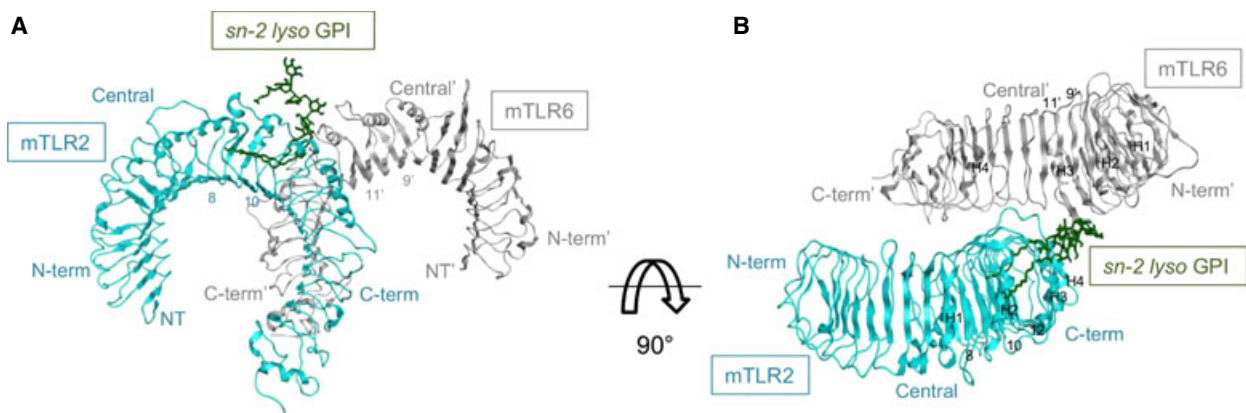 A
sn-2 lyso GPI
Central
Central'
mTLR2
mTLR6
8
10
11'
9'
N-term
N-term'
NT
NT'
C-term'
C-term
90°
B
mTLR6
Central'
11'
9'
H4
H3
H2
H1
C-term'
N-term'
N-term
sn-2 lyso GPI
H1
H2
H3
H4
8
10
12
C-term
mTLR2
Central